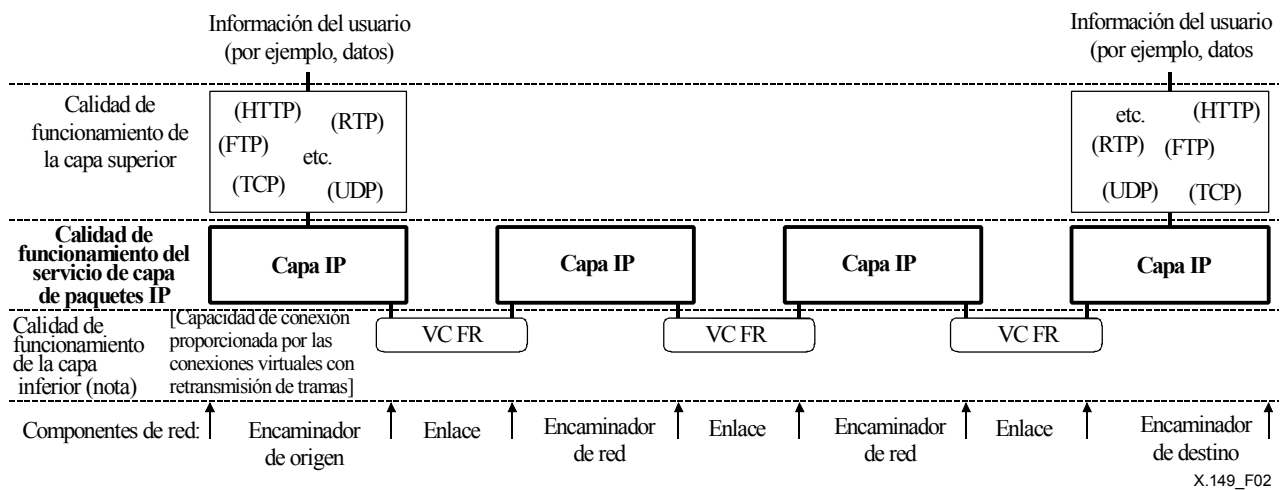 Información del usuario
(por ejemplo, datos)
Información del usuario
(por ejemplo, datos
Calidad de
funcionamiento de
la capa superior
(HTTP)
(RTP)
(FTP)
etc.
(TCP)
(UDP)
etc.
(HTTP)
(RTP)
(FTP)
(UDP)
(TCP)
Calidad de
funcionamiento del
servicio de capa
de paquetes IP
Capa IP
Capa IP
Capa IP
Capa IP
Calidad de
funcionamiento
de la capa
inferior (nota)
[Capacidad de conexión
proporcionada por las
conexiones virtuales con
retransmisión de tramas]
VC FR
VC FR
VC FR
Componentes de red:
Encaminador
de origen
Enlace
Encaminador
de red
Enlace
Encaminador
de red
Enlace
Encaminador
de destino
X.149_F02